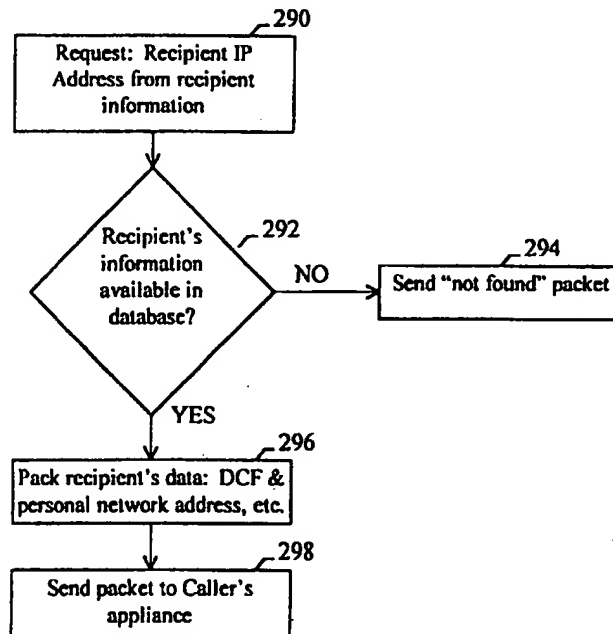 290
Request: Recipient IP
Address from recipient
information
292
Recipient's
information
available in
database?
NO
294
Send "not found" packet
YES
296
Pack recipient's data: DCF &
personal network address, etc.
298
Send packet to Caller's
appliance